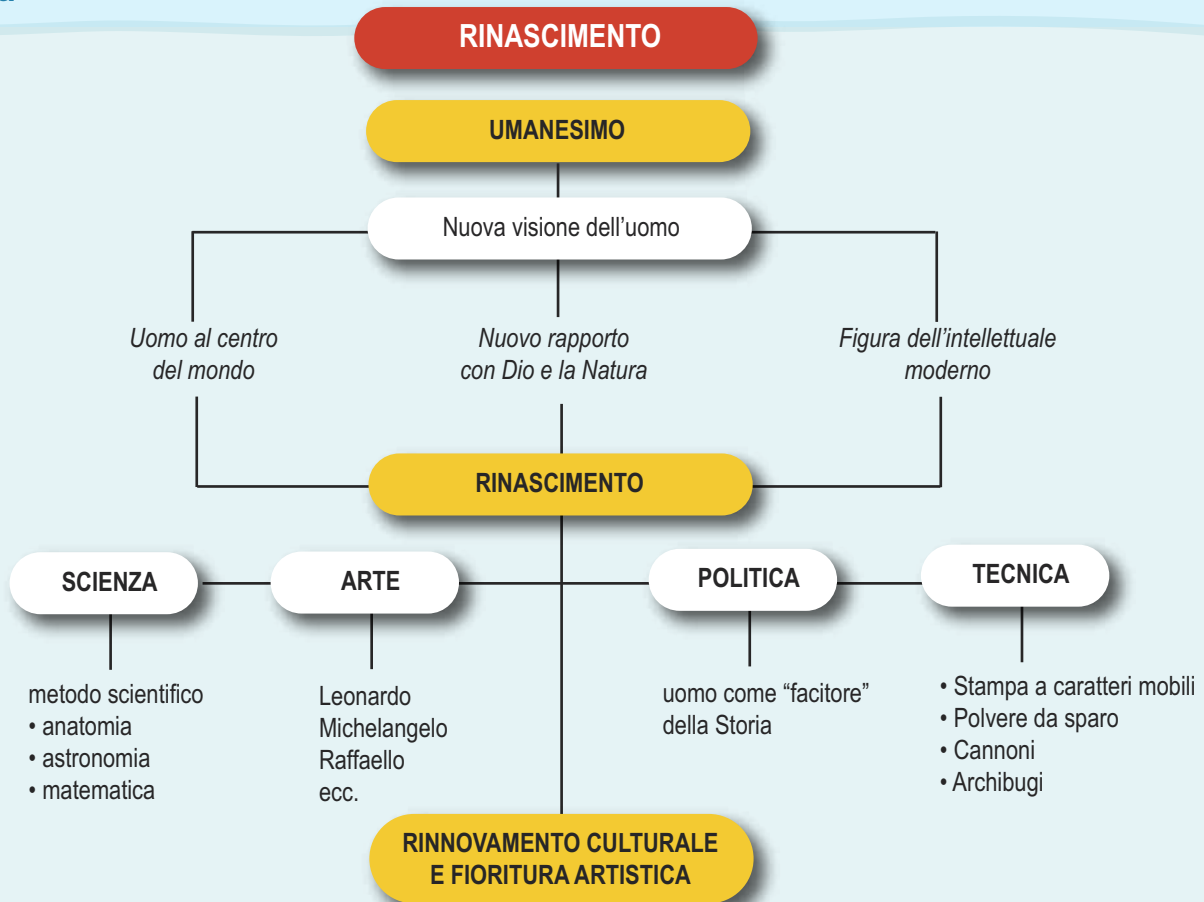 RINASCIMENTO
UMANESIMO
Nuova visione dell’uomo
Uomo al centro
del mondo
Nuovo rapporto
con Dio e la Natura
Figura dell’intellettuale
moderno
RINASCIMENTO
SCIENZA
ARTE
POLITICA
TECNICA
metodo scientifico
• anatomia
• astronomia
• matematica
Leonardo
Michelangelo
Raffaello
ecc.
uomo come “facitore”
della Storia
• Stampa a caratteri mobili
• Polvere da sparo
• Cannoni
• Archibugi
RINNOVAMENTO CULTURALE
E FIORITURA ARTISTICA